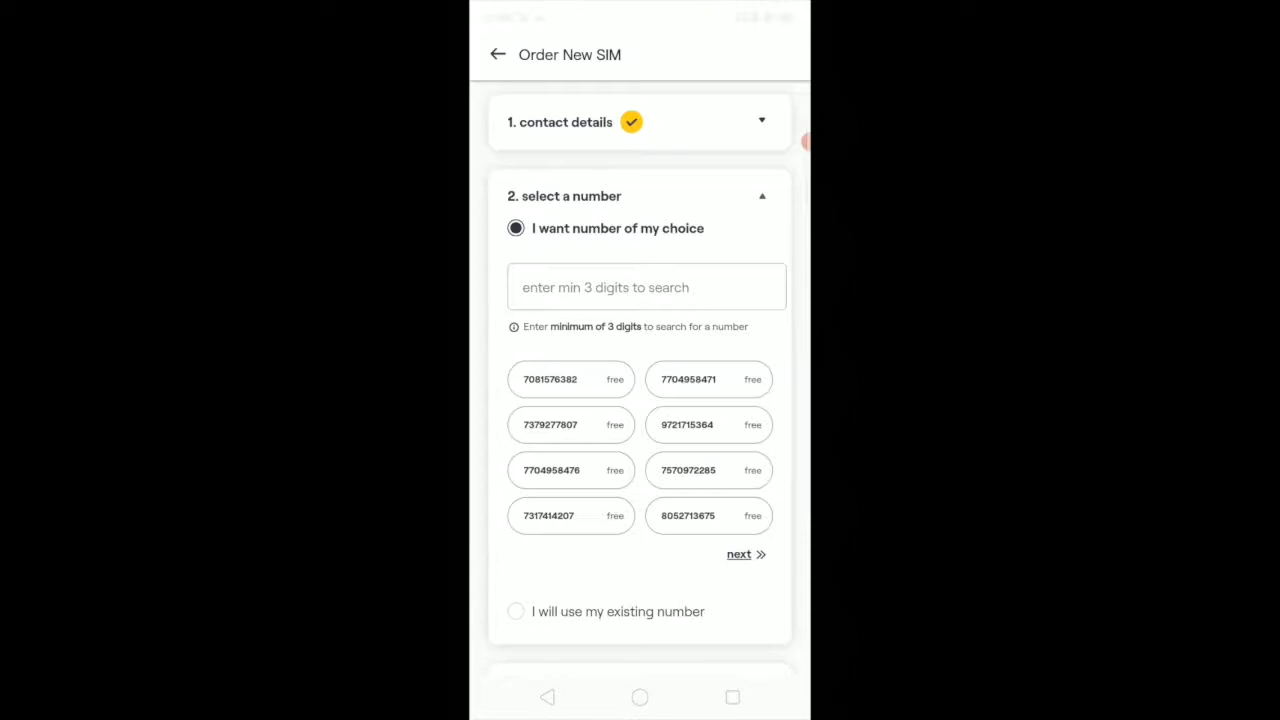 Order New SIM
1. contact details
2. select a number
I want number of my choice
enter min 3 digits to search
Enter minimum of 3 digits to search for a number
7081576382 free 7704958471 free
7379277807 free 9721715364 free
7704958476 free 7570972285 free
7317414207 free 8052713675 free
next
I will use my existing number